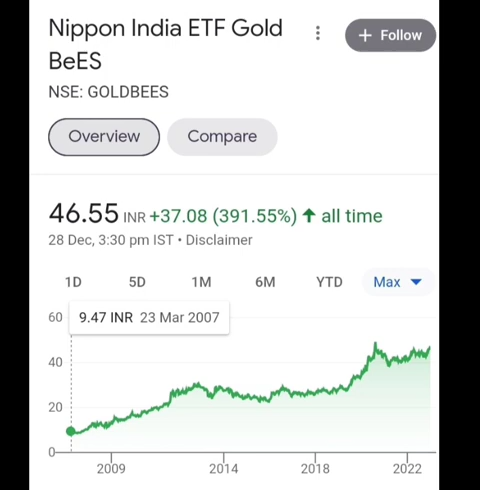 Nippon India ETF Gold
BeES
+ Follow
NSE: GOLDBEES
Overview
Compare
46.55 INR +37.08 (391.55%) ↑ all time
28 Dec, 3:30 pm IST • Disclaimer
1D 5D 1M 6M YTD Max
60
9.47 INR 23 Mar 2007
40
20
0
2009 2014 2018 2022